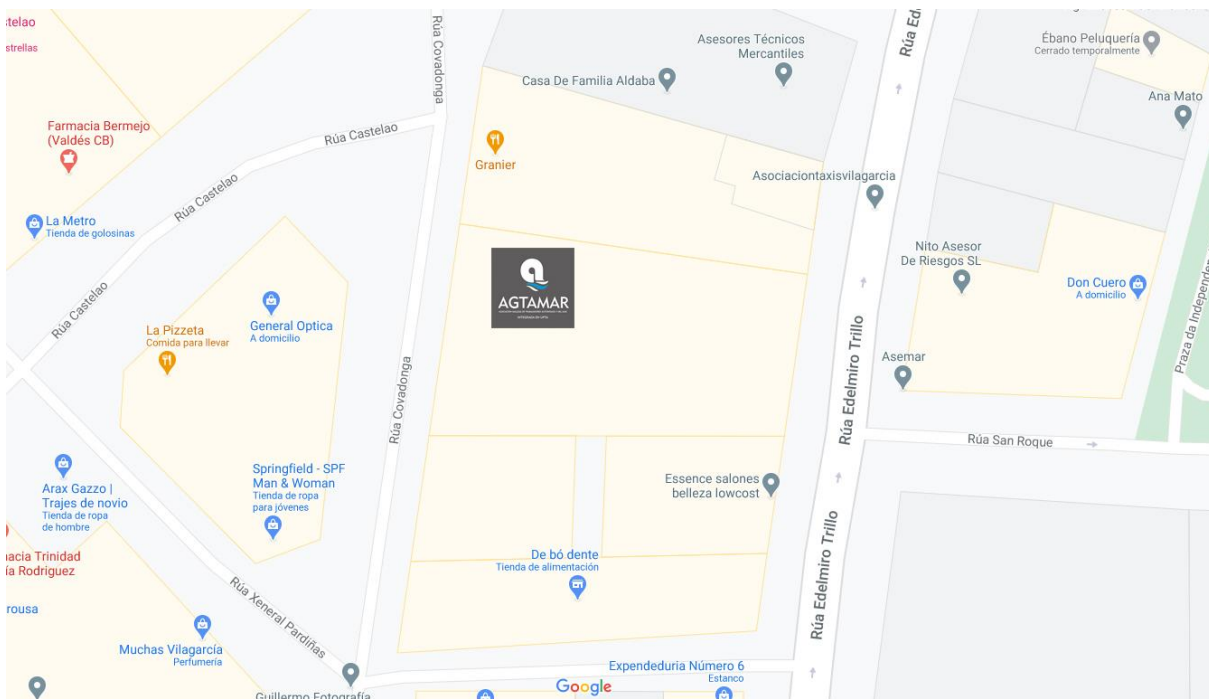 stelao
strellas
Farmacia Bermejo
(Valdés CB)
La Metro
Tienda de golosinas
Rúa Castelao
Rúa Castelao
Rúa Castelao
Rúa Covadonga
Rúa Covadonga
Asesores Técnicos
Mercantiles
Casa De Familia Aldaba
Granier
Asociaciontaxisvilagarcia
Rúa Ed
Ébano Peluquería
Cerrado temporalmente
Ana Mato
Nito Asesor
De Riesgos SL
Don Cuero
A domicilio
Praza da Independen
AGTAMAR
General Optica
A domicilio
La Pizzeta
Comida para llevar
Asemar
Rúa Edelmiro Trillo
Rúa San Roque
Springfield - SPF
Man & Woman
Tienda de ropa
para jóvenes
Arax Gazzo |
Trajes de novio
Tienda de ropa
de hombre
Essence salones
belleza lowcost
De bó dente
Tienda de alimentación
Rúa Edelmiro Trillo
acia Trinidad
ía Rodriguez
rousa
Rúa Xeneral Pardiñas
Muchas Vilagarcía
Perfumería
Guillermo Fotografía
Expendeduria Número 6
Estanco
Google